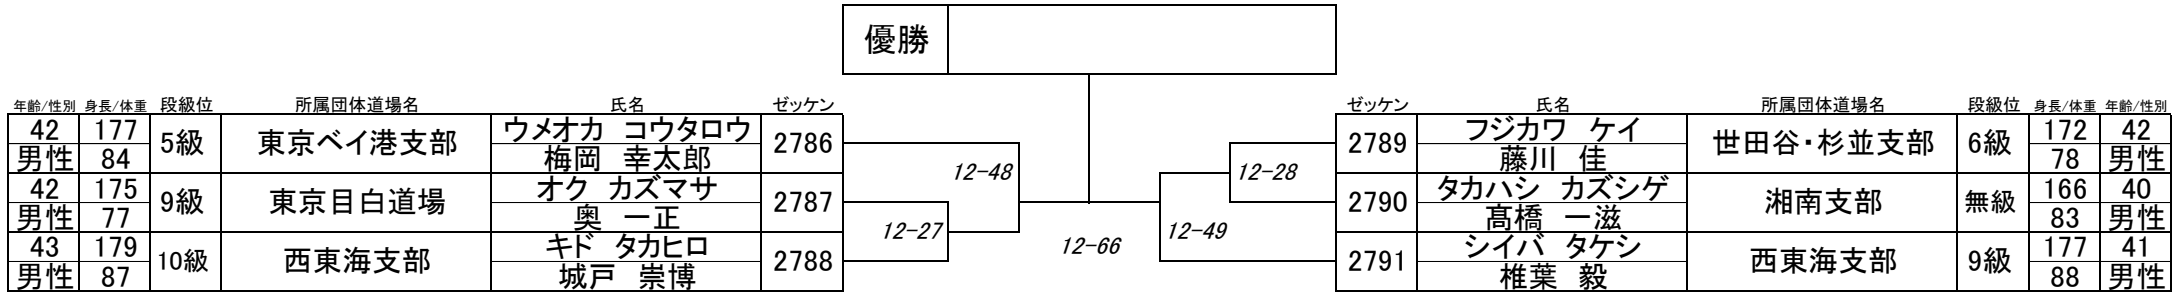 優勝
年齢/性別 身長/体重 段級位 所属団体道場名 氏名 ゼッケン
42 177 5級 東京ベイ港支部 ウメオカ コウタロウ 2786
男性 84 梅岡 幸太郎
42 175 9級 東京目白道場 オク カズマサ 2787
男性 77 奥 一正
43 179 10級 西東海支部 キド タカヒロ 2788
男性 87 城戸 崇博
12-48
12-27
12-66
12-28
12-49
ゼッケン 氏名 所属団体道場名 段級位 身長/体重 年齢/性別
2789 フジカワ ケイ 世田谷・杉並支部 6級 172 42
藤川 佳 78 男性
2790 タカハシ カズシゲ 湘南支部 無級 166 40
髙橋 一滋 83 男性
2791 シイバ タケシ 西東海支部 9級 177 41
椎葉 毅 88 男性